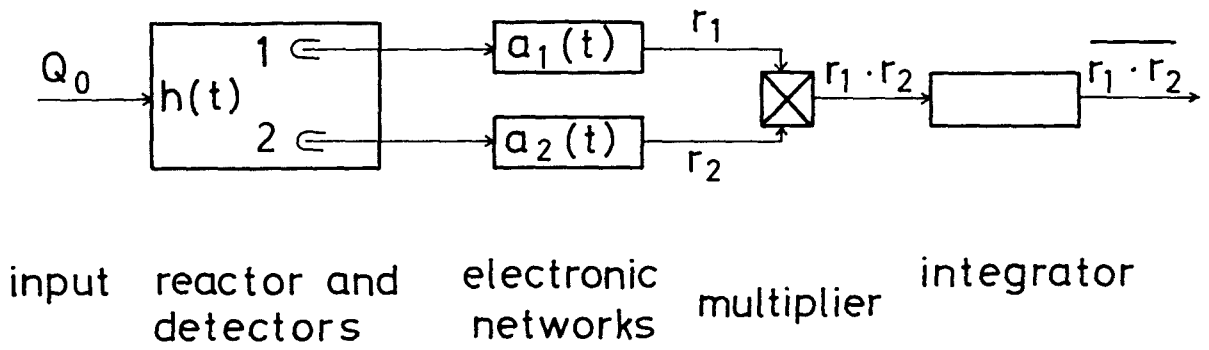 Q₀
h(t)
1
2
a₁(t)
a₂(t)
r₁
r₂
r₁ · r₂
r₁ · r₂
input
reactor and
detectors
electronic
networks
multiplier
integrator